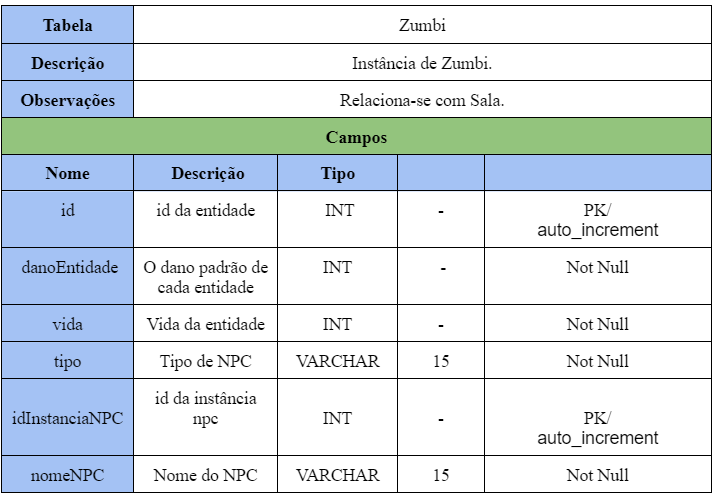 Tabela Zumbi
Descrição Instância de Zumbi.
Observações Relaciona-se com Sala.
Campos
Nome Descrição Tipo
id id da entidade INT - PK/
auto_increment
danoEntidade O dano padrão de INT - Not Null
cada entidade
vida Vida da entidade INT - Not Null
tipo Tipo de NPC VARCHAR 15 Not Null
idInstanciaNPC id da instância INT - PK/
npc auto_increment
nomeNPC Nome do NPC VARCHAR 15 Not Null